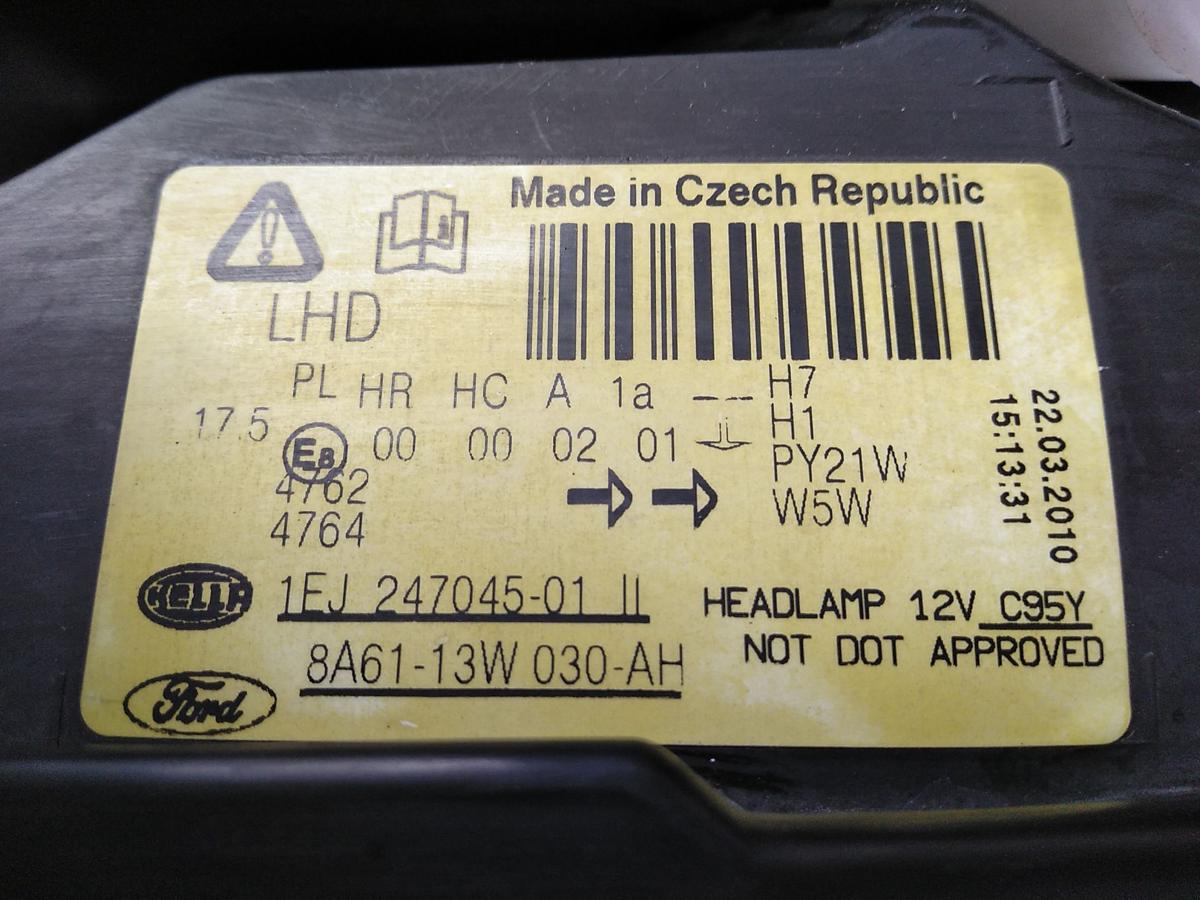 Made in Czech Republic
LHD
PL HR HC A 1a -- H7
17.5 E8 00 00 02 01 H1
4762 PY21W
4764 W5W
22.03.2010
15:13:31
HELLA 1EJ 247045-01 II
HEADLAMP 12V C95Y
NOT DOT APPROVED
Ford 8A61-13W 030-AH